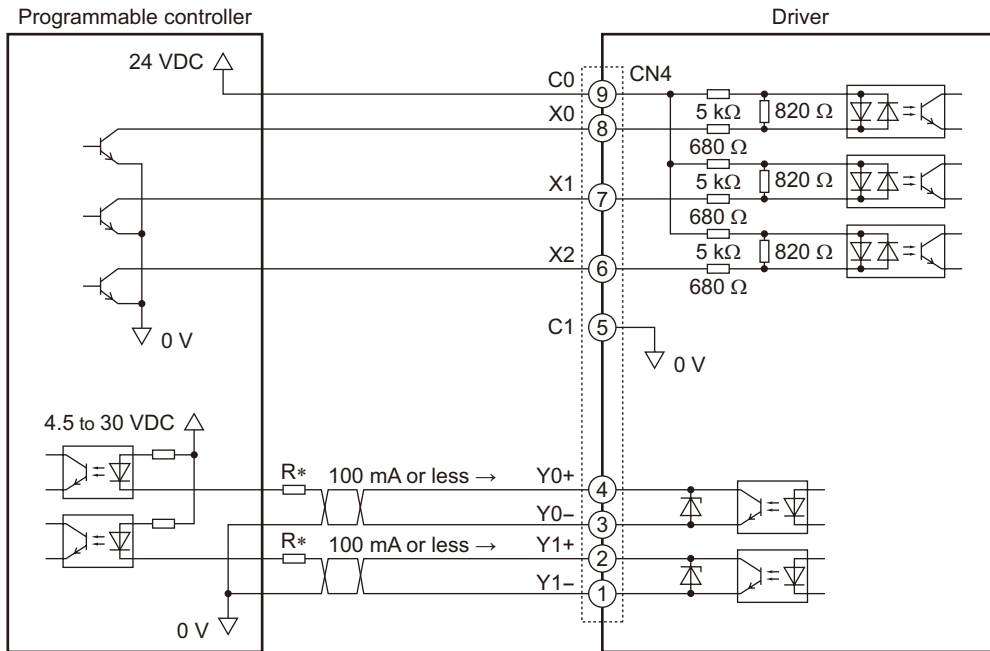 Programmable controller
Driver
24 VDC
C0
9
CN4
5 kΩ
820 Ω
X0
8
680 Ω
X1
7
5 kΩ
820 Ω
680 Ω
X2
6
5 kΩ
820 Ω
680 Ω
C1
5
0 V
0 V
4.5 to 30 VDC
R*
100 mA or less →
Y0+
4
Y0–
3
R*
100 mA or less →
Y1+
2
Y1–
1
0 V